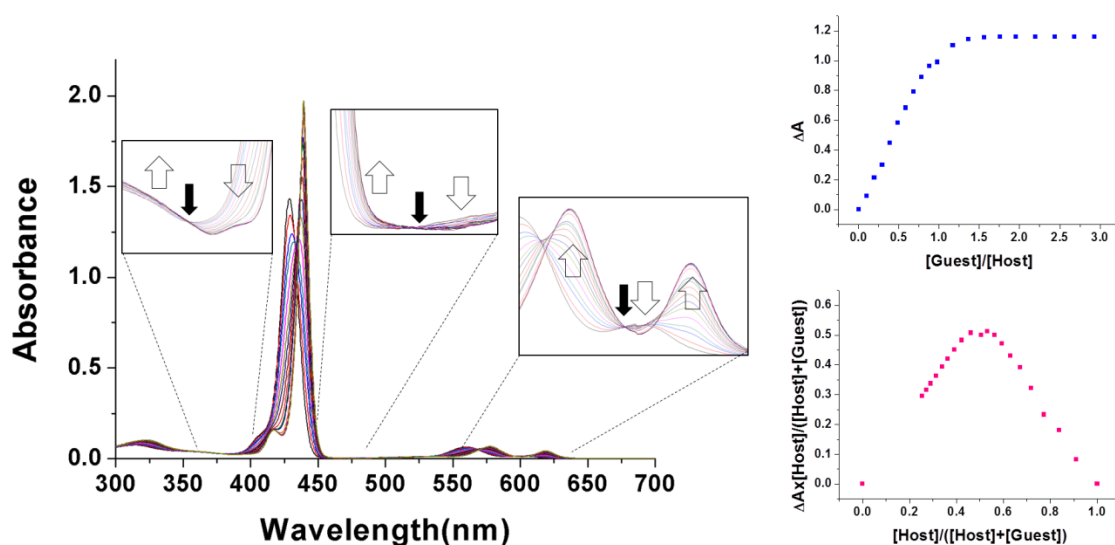 Absorbance
2.0
1.5
1.0
0.5
0.0
300 350 400 450 500 550 600 650 700
Wavelength(nm)
ΔA
1.2
1.0
0.8
0.6
0.4
0.2
0.0
0.0 0.5 1.0 1.5 2.0 2.5 3.0
[Guest]/[Host]
ΔAx[Host]/([Host]+[Guest])
0.6
0.5
0.4
0.3
0.2
0.1
0.0
0.0 0.2 0.4 0.6 0.8 1.0
[Host]/([Host]+[Guest])